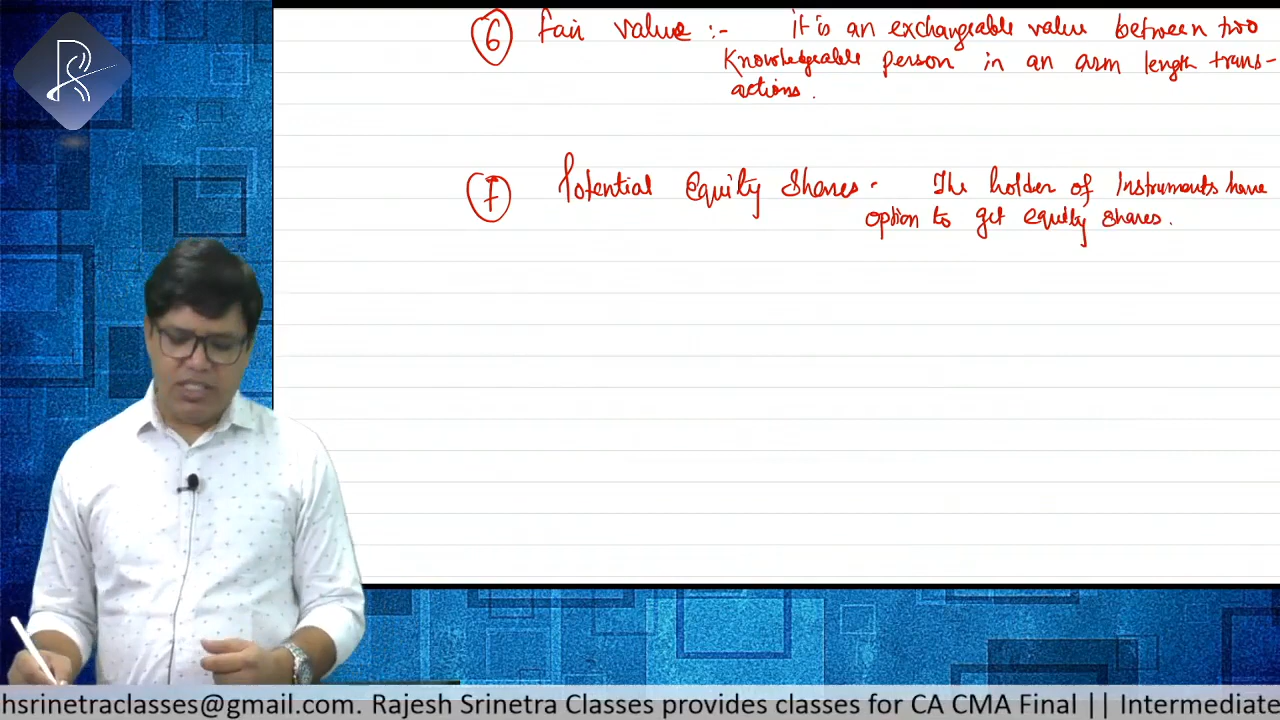 6 Fair Value :- it is an exchangeable value between two
Knowledgeable person in an arm length trans-
actions.
7 Potential Equity Shares - The holder of instruments have
option to get equity shares.
hsrinetraclasses@gmail.com. Rajesh Srinetra Classes provides classes for CA CMA Final || Intermediate